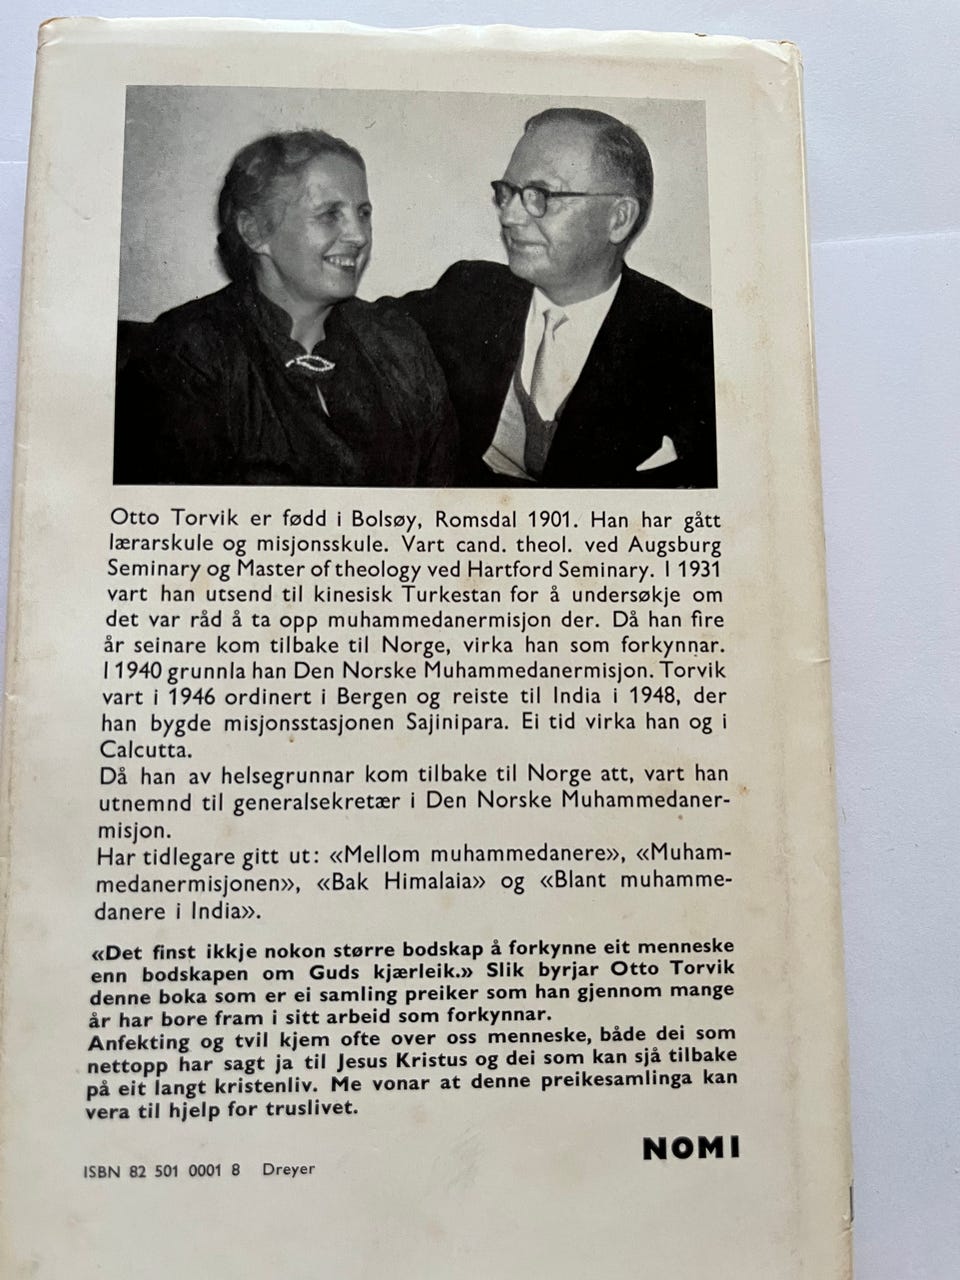 Otto Torvik er fødd i Bolsøy, Romsdal 1901. Han har gått
lærarskule og misjonsskule. Vart cand. theol. ved Augsburg
Seminary og Master of theology ved Hartford Seminary. I 1931
vart han utsend til kinesisk Turkestan for å undersøkje om
det var råd å ta opp muhammedanermisjon der. Då han fire
år seinare kom tilbake til Norge, virka han som forkynnar.
I 1940 grunnla han Den Norske Muhammedanermisjon. Torvik
vart i 1946 ordinert i Bergen og reiste til India i 1948, der
han bygde misjonsstasjonen Sajinipara. Ei tid virka han og i
Calcutta.
Då han av helsegrunnar kom tilbake til Norge att, vart han
utnemnd til generalsekretær i Den Norske Muhammedaner-
misjon.
Har tidlegare gitt ut: «Mellom muhammedanere», «Muham-
medanermisjonen», «Bak Himalaia» og «Blant muhamme-
danere i India».
«Det finst ikkje nokon større bodskap å forkynne eit menneske
enn bodskapen om Guds kjærleik.» Slik byrjar Otto Torvik
denne boka som er ei samling preiker som han gjennom mange
år har bore fram i sitt arbeid som forkynnar.
Anfekting og tvil kjem ofte over oss menneske, både dei som
nettopp har sagt ja til Jesus Kristus og dei som kan sjå tilbake
på eit langt kristenliv. Me vonar at denne preikesamlinga kan
vera til hjelp for truslivet.
NOMI
ISBN 82 501 0001 8 Dreyer